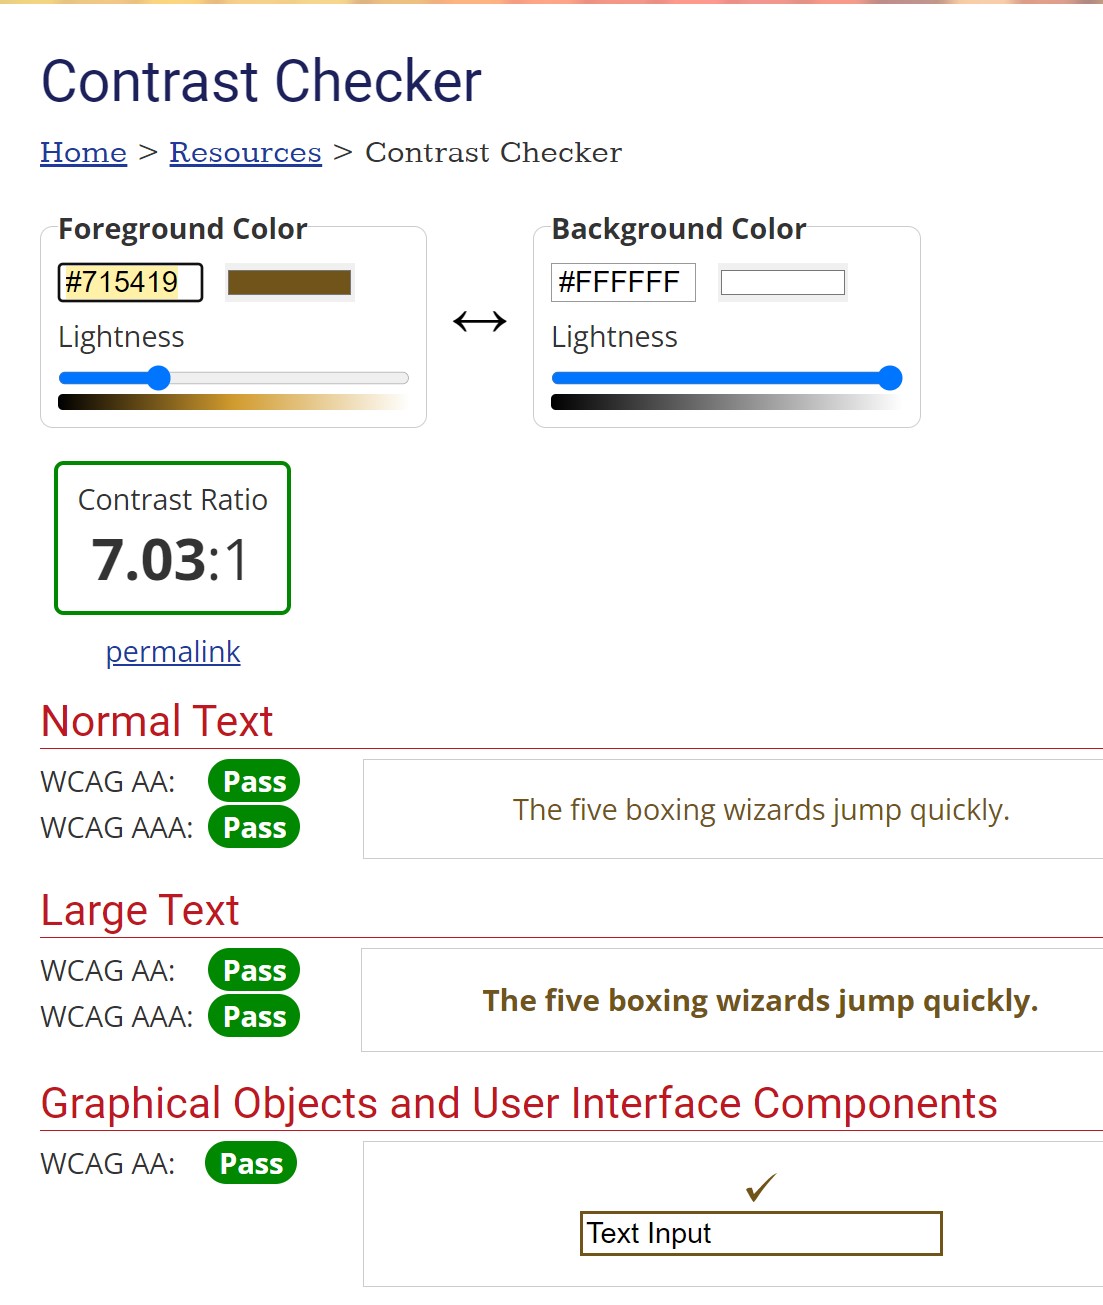 Contrast Checker
Home > Resources > Contrast Checker
Foreground Color
#715419
Lightness
Background Color
#FFFFFF
Lightness
Contrast Ratio
7.03:1
permalink
Normal Text
WCAG AA: Pass
WCAG AAA: Pass
The five boxing wizards jump quickly.
Large Text
WCAG AA: Pass
WCAG AAA: Pass
The five boxing wizards jump quickly.
Graphical Objects and User Interface Components
WCAG AA: Pass
Text Input